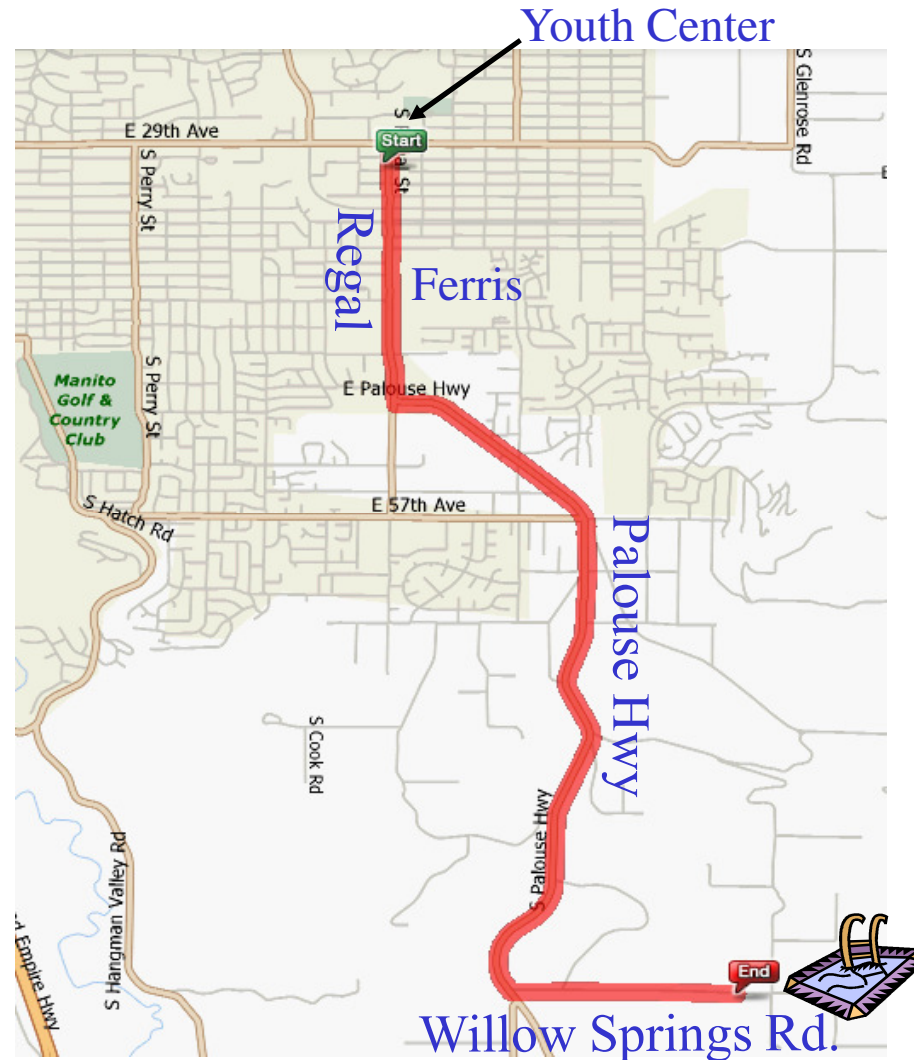 Youth Center
S Glenrose Rd
E 29th Ave
S Perry St
Start
Regal
Ferris
S Perry St
Manito
Golf &
Country
Club
E Palouse Hwy
E 57th Ave
S Hatch Rd
Palouse Hwy
S Cook Rd
S Palouse Hwy
S Hangman Valley Rd
Empire Hwy
End
Willow Springs Rd.